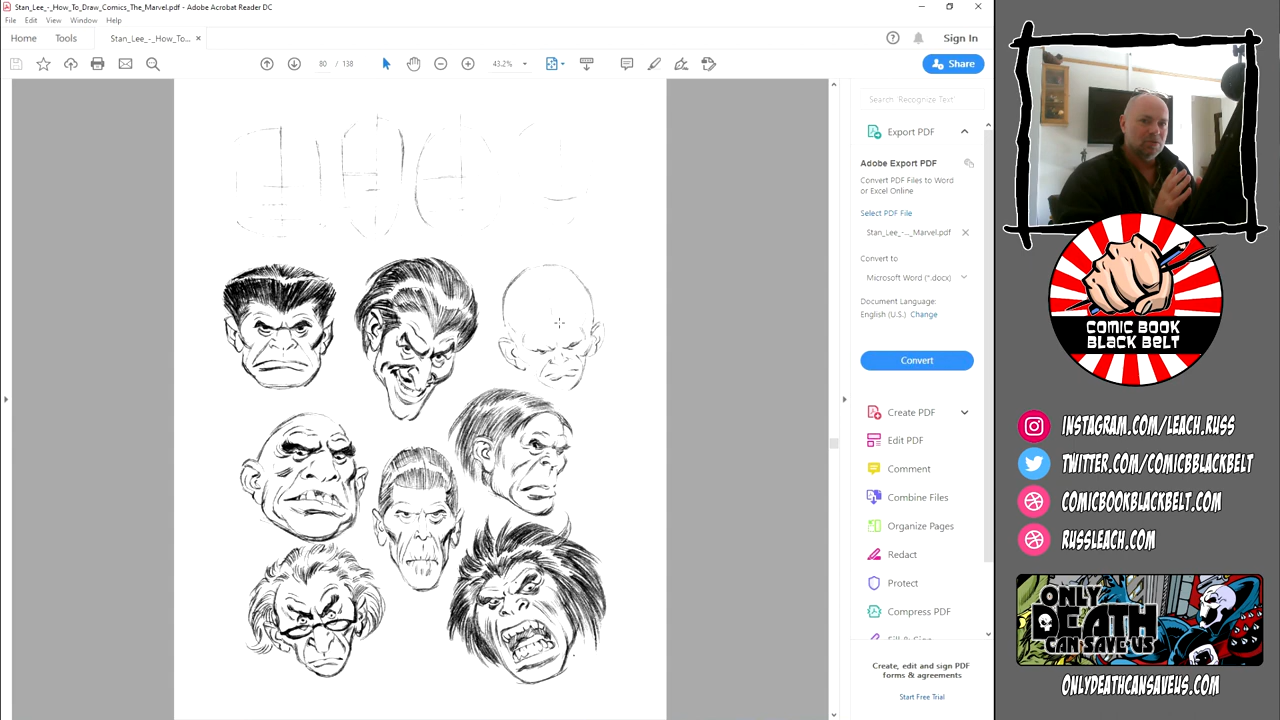 Stan_Lee_-_How_To_Draw_Comics_The_Marvel.pdf - Adobe Acrobat Reader DC
File Edit View Window Help
Home Tools Stan_Lee_-_How_To... × Sign In
80 / 138 43.2% Share
Search 'Recognize Text'
Export PDF
Adobe Export PDF
Convert PDF Files to Word
or Excel Online
Select PDF File
Stan_Lee_-..._Marvel.pdf
Convert to
Microsoft Word (*.docx)
Document Language:
English (U.S.) Change
Convert
Create PDF
Edit PDF
Comment
Combine Files
Organize Pages
Redact
Protect
Compress PDF
Fill & Sign
Create, edit and sign PDF
forms & agreements
Start Free Trial
COMIC BOOK
BLACK BELT
INSTAGRAM.COM/LEACH.RUSS
TWITTER.COM/COMICBBLACKBELT
COMICBOOKBLACKBELT.COM
RUSSLEACH.COM
ONLY
DEATH
CAN SAVE US
ONLYDEATHCANSAVEUS.COM